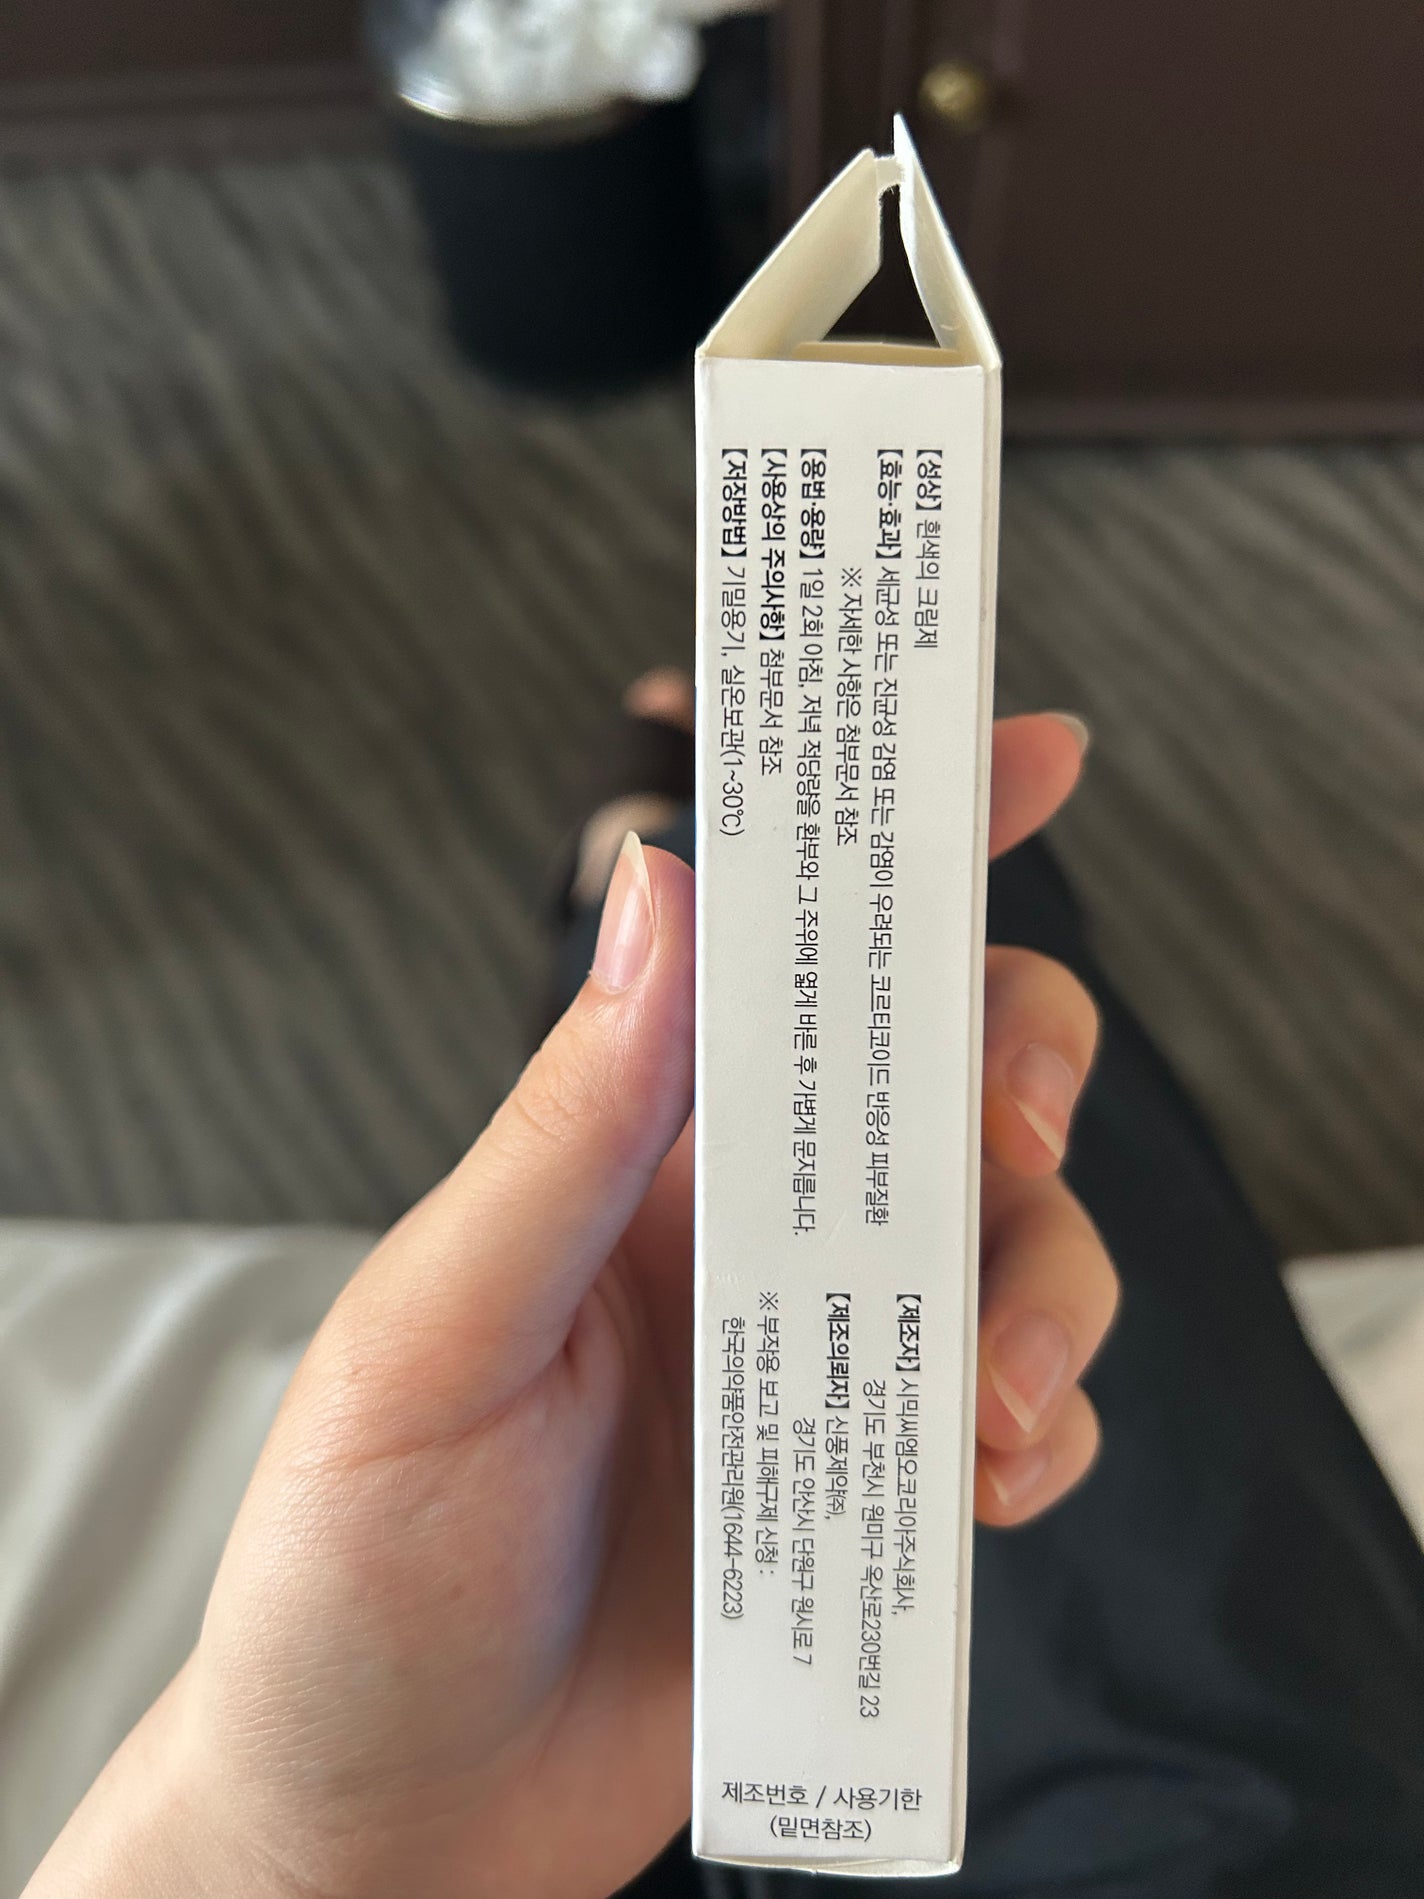 【성상】 흰색의 크림제
【효능·효과】 세균성 또는 진균성 감염 또는 감염이 우려되는 코르티코이드 반응성 피부질환
※ 자세한 사항은 첨부문서 참조
【용법·용량】 1일 2회 아침, 저녁 적당량을 환부와 그 주위에 엷게 바른 후 가볍게 문지릅니다.
【사용상의 주의사항】 첨부문서 참조
【저장방법】 기밀용기, 실온보관(1~30℃)
【제조자】 시믹씨엠오코리아주식회사,
경기도 부천시 원미구 옥산로230번길 23
【제조의뢰자】 신풍제약㈜,
경기도 안산시 단원구 원시로 7
※ 부작용 보고 및 피해구제 신청 :
한국의약품안전관리원(1644-6223)
제조번호 / 사용기한
(밑면참조)